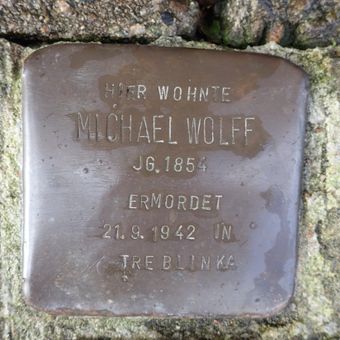 HIER WOHNTE
MICHAEL WOLFF
JG. 1854
ERMORDET
21. 9. 1942 IN
TREBLINKA